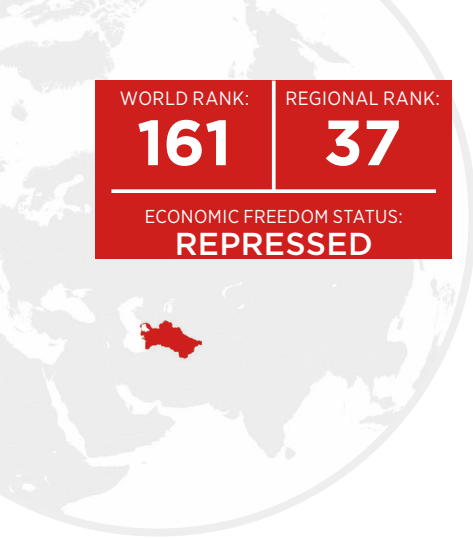 WORLD RANK:
161
REGIONAL RANK:
37
ECONOMIC FREEDOM STATUS:
REPRESSED